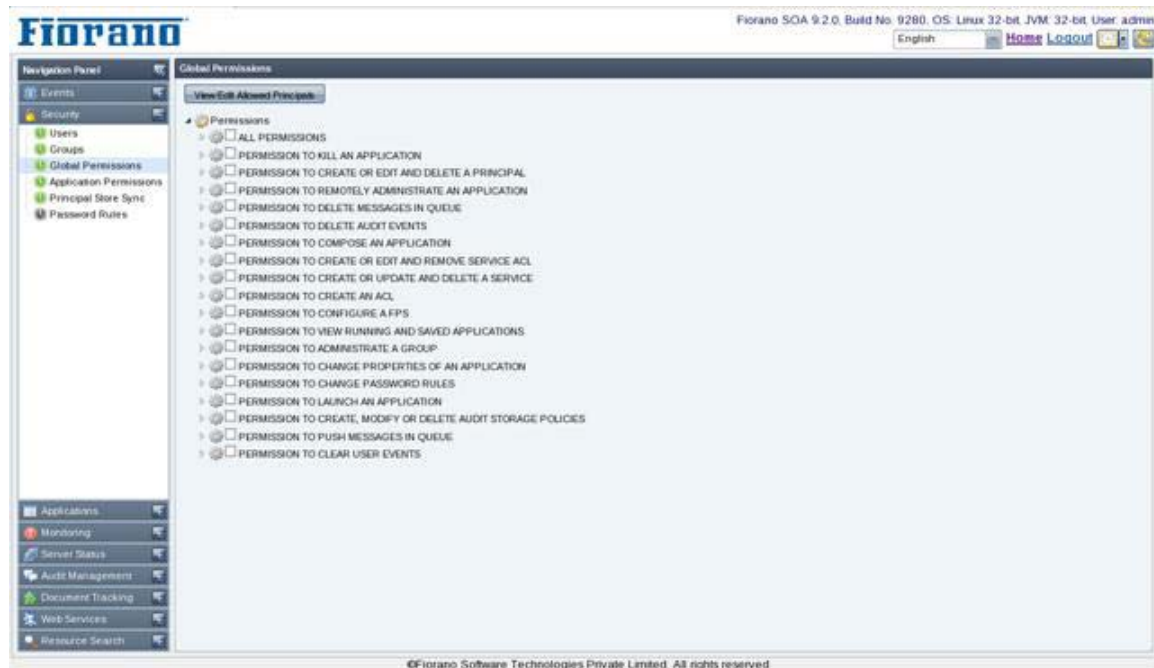 Fiorano
Fiorano SOA 9.2.0, Build No. 9280, OS: Linux 32-bit, JVM: 32-bit, User: admin
English Home Logout
Navigation Panel
Events
Security
Users
Groups
Global Permissions
Application Permissions
Principal Store Sync
Password Rules
Applications
Monitoring
Server Status
Audit Management
Document Tracking
Web Services
Resource Search
Global Permissions
View/Edit Allowed Principals
Permissions
ALL PERMISSIONS
PERMISSION TO KILL AN APPLICATION
PERMISSION TO CREATE OR EDIT AND DELETE A PRINCIPAL
PERMISSION TO REMOTELY ADMINISTRATE AN APPLICATION
PERMISSION TO DELETE MESSAGES IN QUEUE
PERMISSION TO DELETE AUDIT EVENTS
PERMISSION TO COMPOSE AN APPLICATION
PERMISSION TO CREATE OR EDIT AND REMOVE SERVICE ACL
PERMISSION TO CREATE OR UPDATE AND DELETE A SERVICE
PERMISSION TO CREATE AN ACL
PERMISSION TO CONFIGURE A FPS
PERMISSION TO VIEW RUNNING AND SAVED APPLICATIONS
PERMISSION TO ADMINISTRATE A GROUP
PERMISSION TO CHANGE PROPERTIES OF AN APPLICATION
PERMISSION TO CHANGE PASSWORD RULES
PERMISSION TO LAUNCH AN APPLICATION
PERMISSION TO CREATE, MODIFY OR DELETE AUDIT STORAGE POLICIES
PERMISSION TO PUSH MESSAGES IN QUEUE
PERMISSION TO CLEAR USER EVENTS
©Fiorano Software Technologies Private Limited. All rights reserved